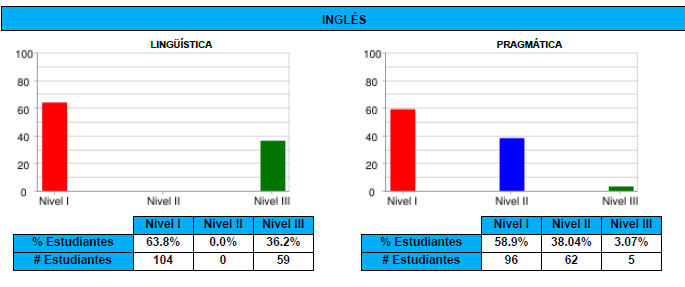 INGLÉS
LINGÜÍSTICA
100
80
60
40
20
0
Nivel I Nivel II Nivel III
Nivel I Nivel II Nivel III
% Estudiantes 63.8% 0.0% 36.2%
# Estudiantes 104 0 59
PRAGMÁTICA
100
80
60
40
20
0
Nivel I Nivel II Nivel III
Nivel I Nivel II Nivel III
% Estudiantes 58.9% 38.04% 3.07%
# Estudiantes 96 62 5